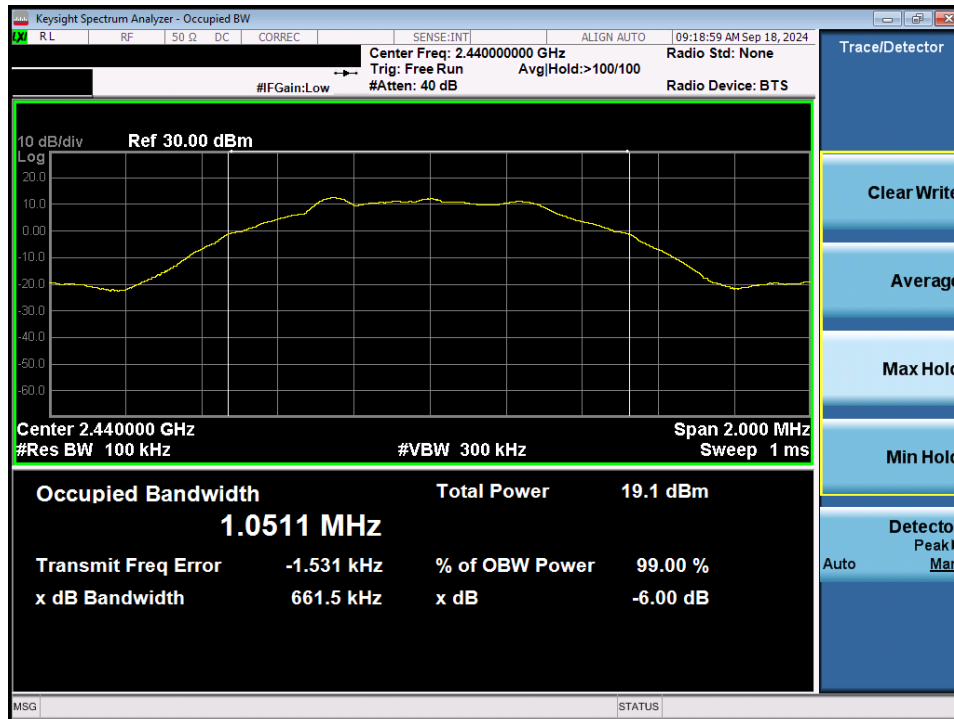 Keysight Spectrum Analyzer - Occupied BW
LXI RL RF 50 Ω DC CORREC SENSE:INT ALIGN AUTO 09:18:59 AM Sep 18, 2024
Center Freq: 2.440000000 GHz Radio Std: None
Trig: Free Run Avg|Hold:>100/100
#IFGain:Low #Atten: 40 dB Radio Device: BTS
Trace/Detector
10 dB/div Ref 30.00 dBm
Log
20.0
10.0
0.00
-10.0
-20.0
-30.0
-40.0
-50.0
-60.0
Center 2.440000 GHz Span 2.000 MHz
#Res BW 100 kHz #VBW 300 kHz Sweep 1 ms
Occupied Bandwidth Total Power 19.1 dBm
1.0511 MHz
Transmit Freq Error -1.531 kHz % of OBW Power 99.00 %
x dB Bandwidth 661.5 kHz x dB -6.00 dB
Clear Write
Average
Max Hold
Min Hold
Detector
Peak
Auto Man
MSG STATUS